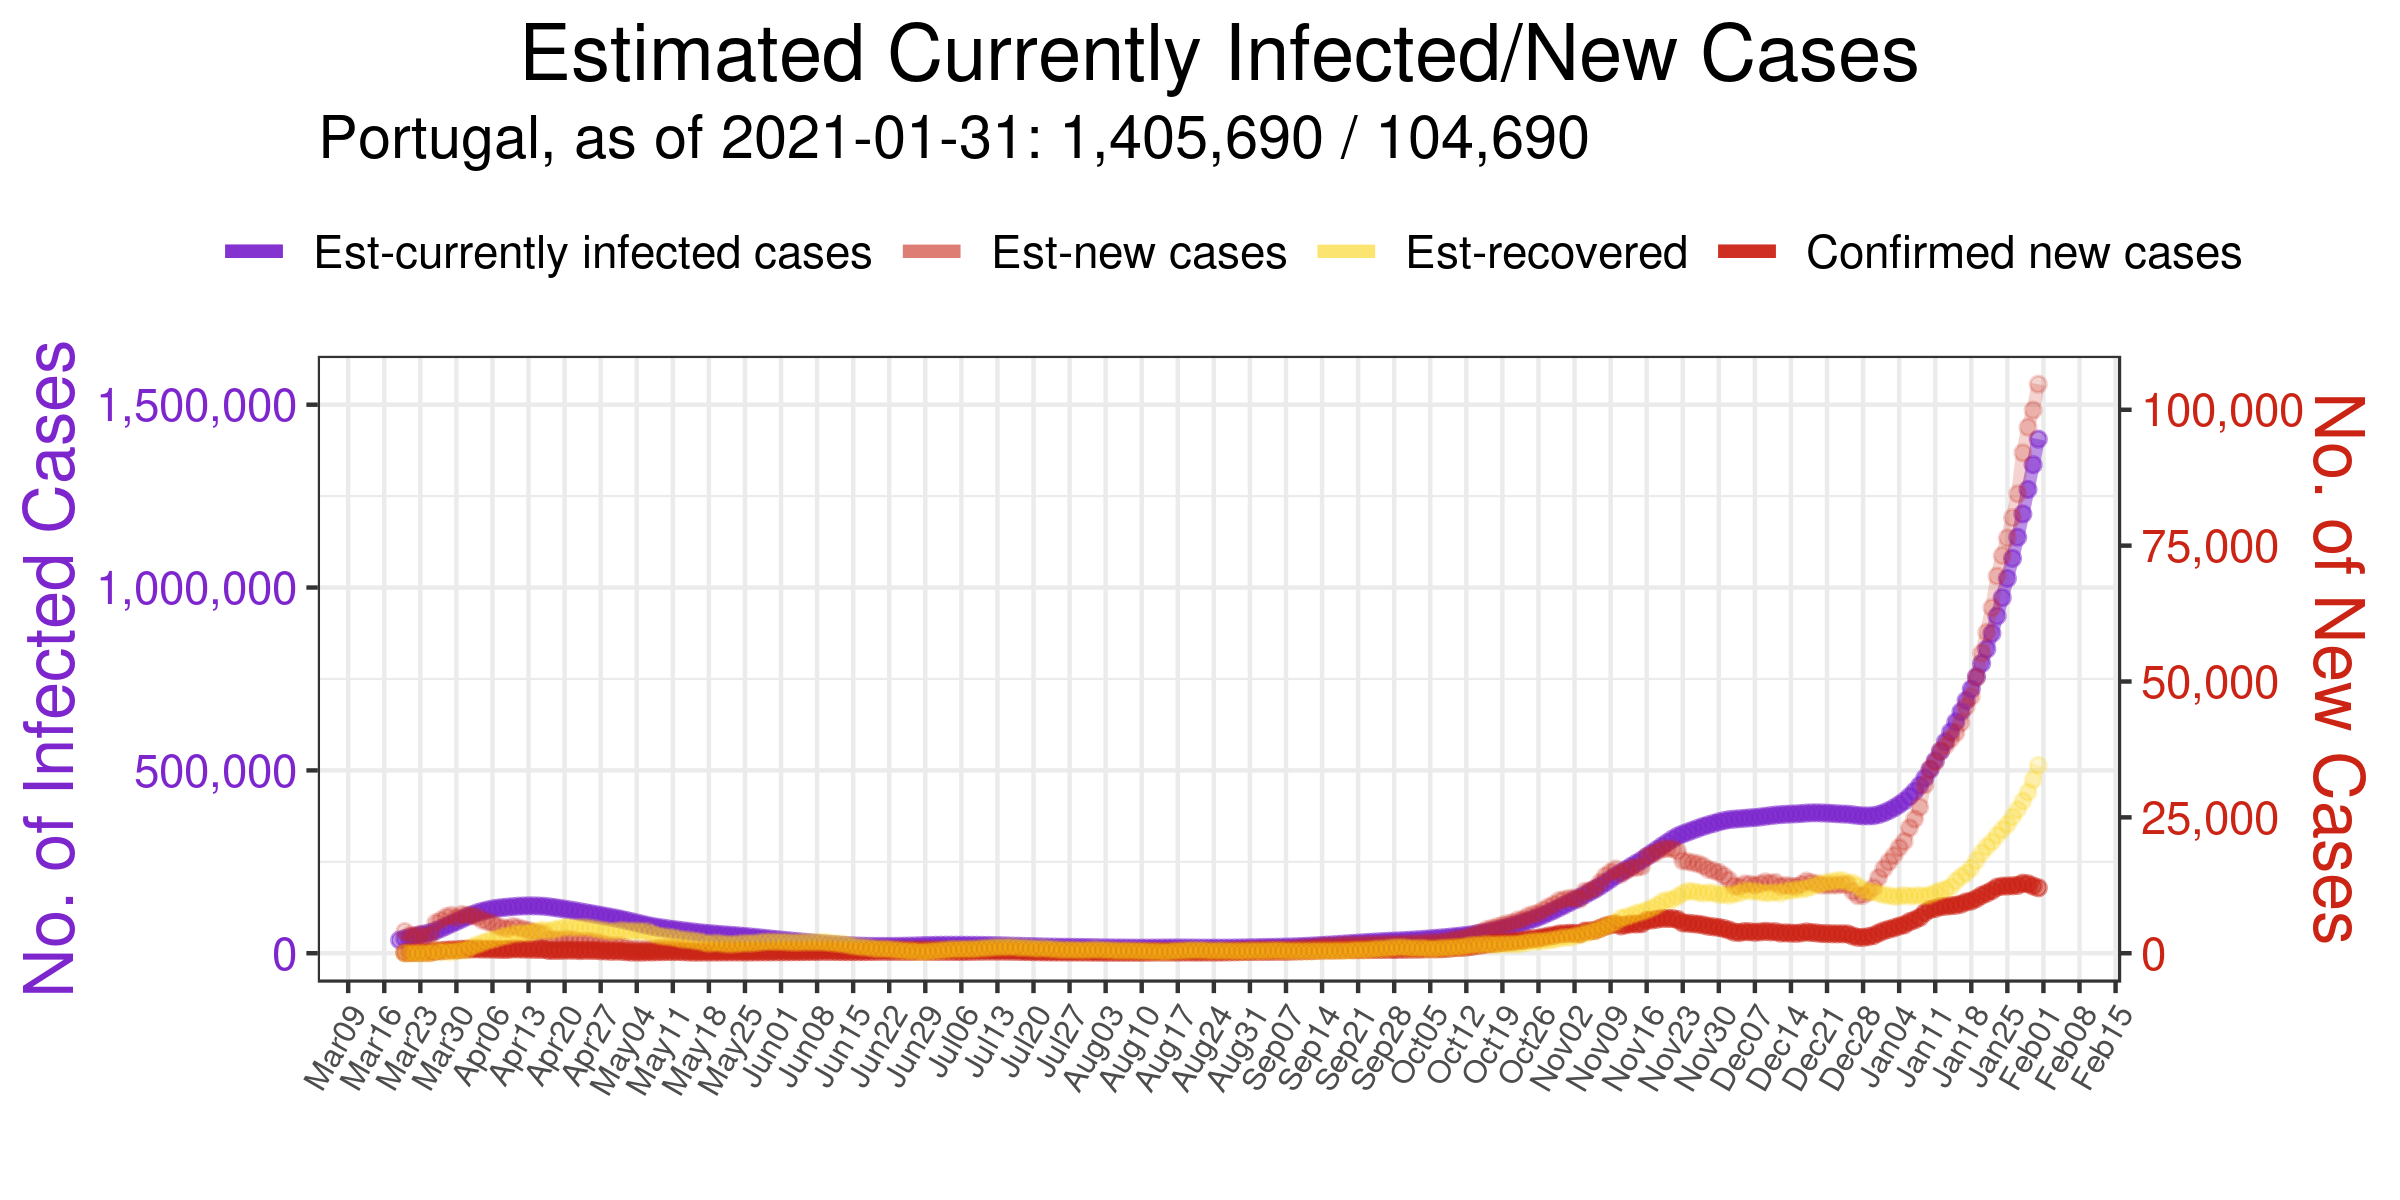 Estimated Currently Infected/New Cases
Portugal, as of 2021-01-31: 1,405,690 / 104,690
Est-currently infected cases Est-new cases Est-recovered Confirmed new cases
No. of Infected Cases
1,500,000
1,000,000
500,000
0
100,000
75,000
50,000
25,000
0
No. of New Cases
Mar09 Mar16 Mar23 Mar30 Apr06 Apr13 Apr20 Apr27 May04 May11 May18 May25 Jun01 Jun08 Jun15 Jun22 Jun29 Jul06 Jul13 Jul20 Jul27 Aug03 Aug10 Aug17 Aug24 Aug31 Sep07 Sep14 Sep21 Sep28 Oct05 Oct12 Oct19 Oct26 Nov02 Nov09 Nov16 Nov23 Nov30 Dec07 Dec14 Dec21 Dec28 Jan04 Jan11 Jan18 Jan25 Feb01 Feb08 Feb15